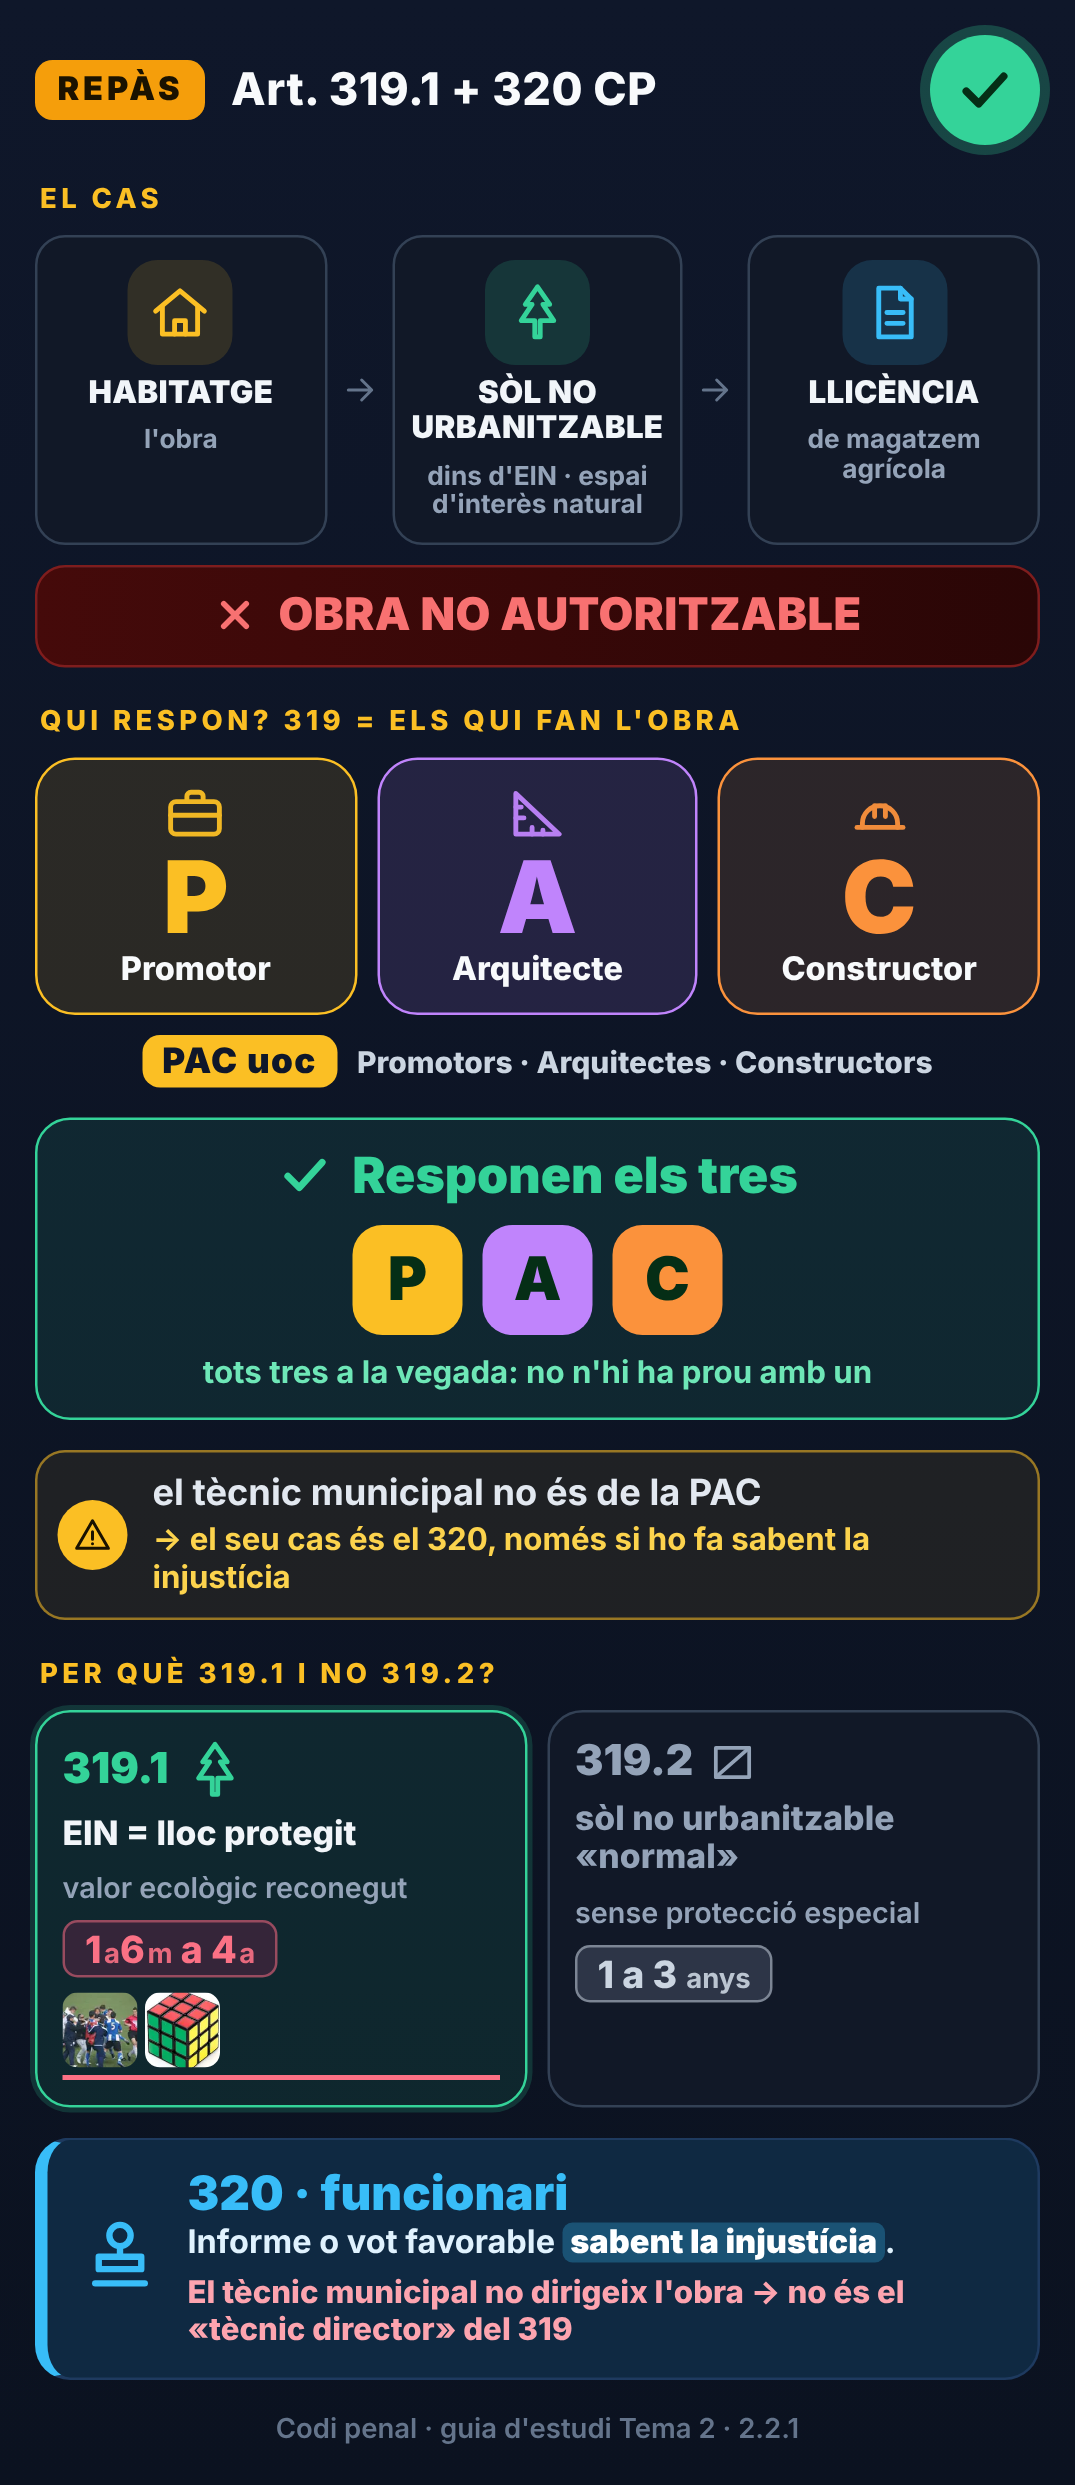 REPÀS Art. 319.1 + 320 CP
EL CAS
HABITATGE
l'obra
SÒL NO
URBANITZABLE
dins d'EIN · espai
d'interès natural
LLICÈNCIA
de magatzem
agrícola
OBRA NO AUTORITZABLE
QUI RESPON? 319 = ELS QUI FAN L'OBRA
P
Promotor
A
Arquitecte
C
Constructor
PAC uoc Promotors · Arquitectes · Constructors
Responen els tres
P A C
tots tres a la vegada: no n'hi ha prou amb un
el tècnic municipal no és de la PAC
→ el seu cas és el 320, només si ho fa sabent la
injustícia
PER QUÈ 319.1 I NO 319.2?
319.1
EIN = lloc protegit
valor ecològic reconegut
1a6m a 4a
319.2
sòl no urbanitzable
«normal»
sense protecció especial
1 a 3 anys
320 · funcionari
Informe o vot favorable sabent la injustícia.
El tècnic municipal no dirigeix l'obra → no és el
«tècnic director» del 319
Codi penal · guia d'estudi Tema 2 · 2.2.1